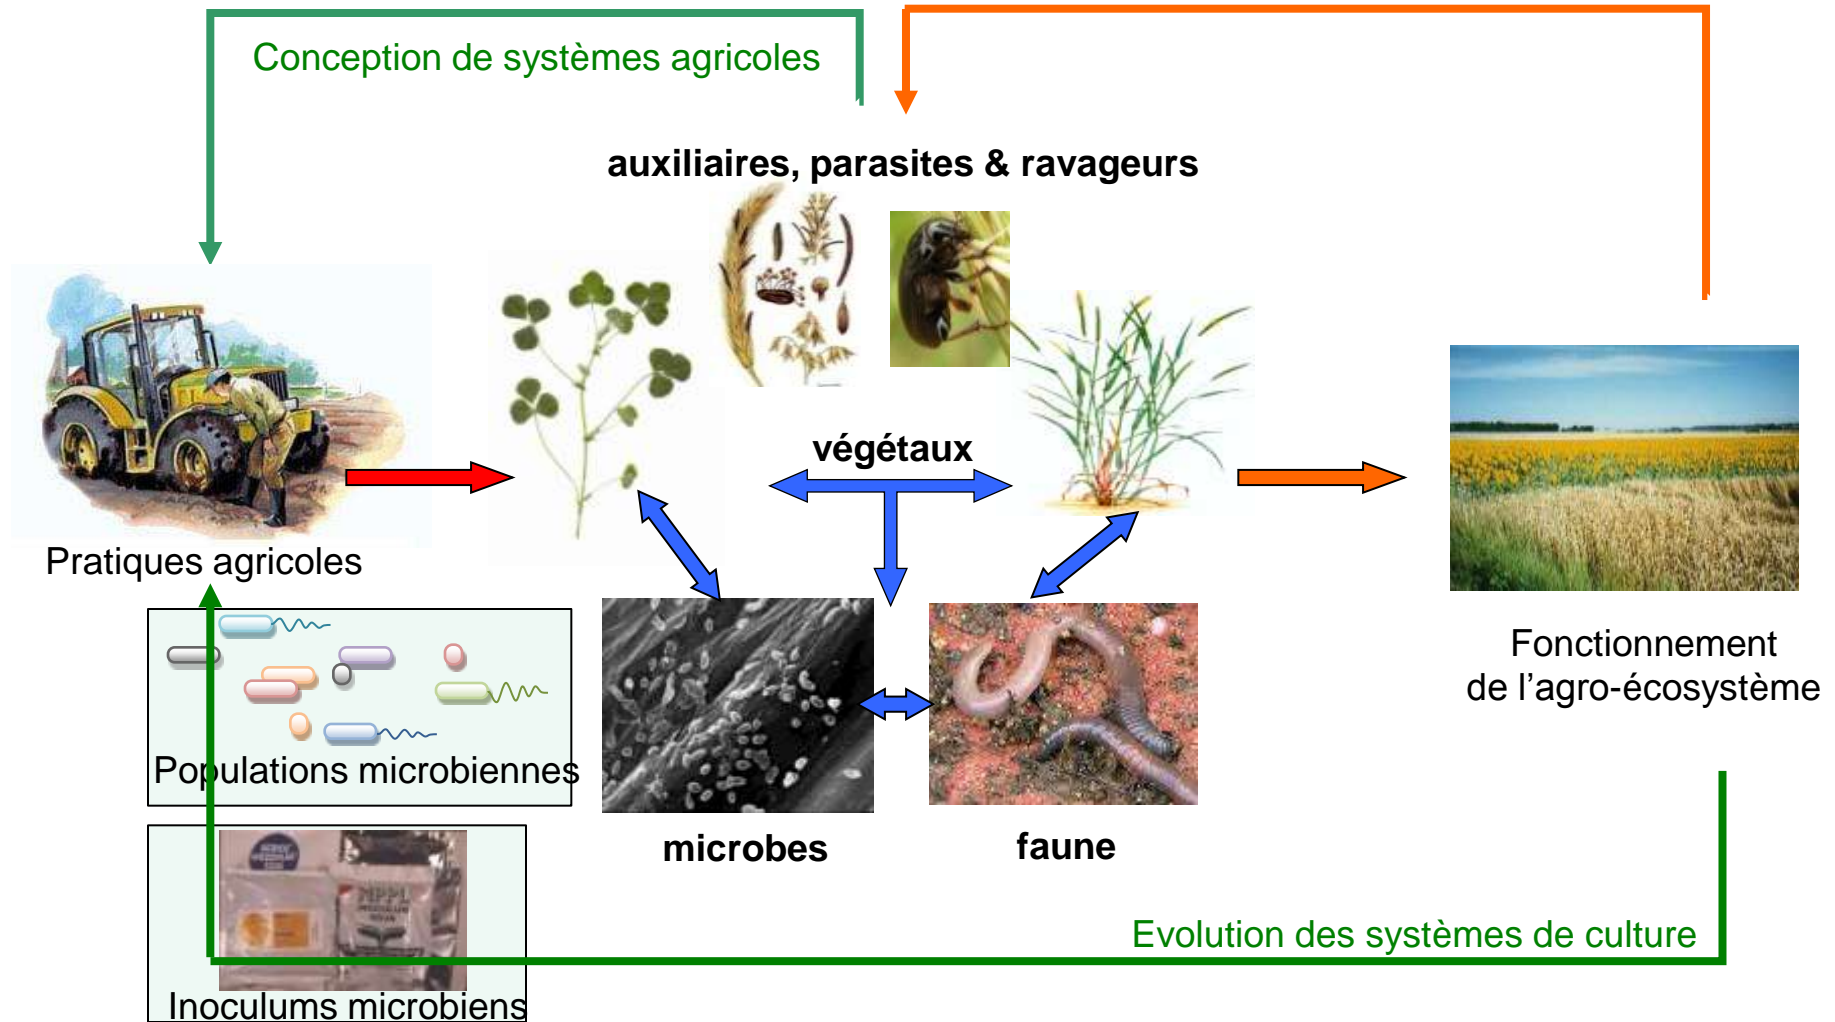 Conception de systèmes agricoles
auxiliaires, parasites & ravageurs
végétaux
Pratiques agricoles
Fonctionnement
de l’agro-écosystème
Populations microbiennes
microbes
faune
Evolution des systèmes de culture
Inoculums microbiens